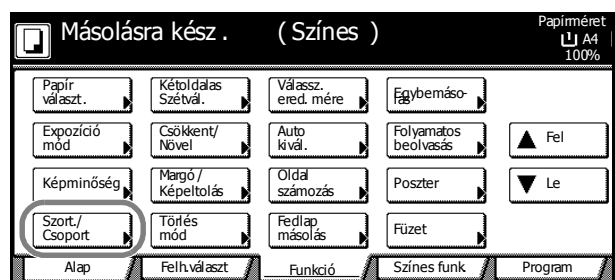 Másolásra kész . ( Színes )
Papírméret
A4
100%
Papír
választ.
Kétoldalas
Szétvál.
Válassz.
ered. mére
Egybemáso-
lás
Expozíció
mód
Csökkent/
Növel
Auto
kivál.
Folyamatos
beolvasás
Fel
Képminőség
Margó /
Képeltolás
Oldal
számozás
Poszter
Le
Szort./
Csoport
Törlés
mód
Fedlap
másolás
Füzet
Alap
Felh.választ
Funkció
Színes funk.
Program